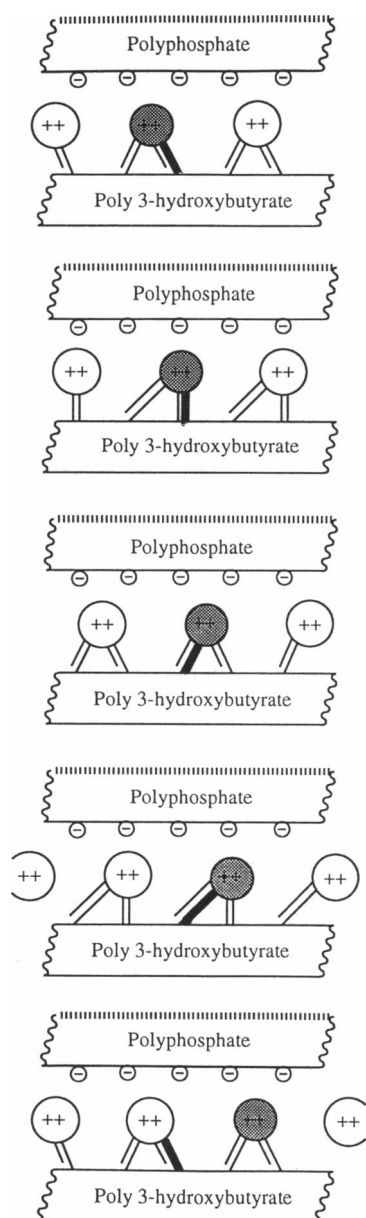 Polyphosphate
⊖ ⊖ ⊖ ⊖ ⊖
++ ++ ++
Poly 3-hydroxybutyrate
Polyphosphate
⊖ ⊖ ⊖ ⊖ ⊖
++ ++ ++
Poly 3-hydroxybutyrate
Polyphosphate
⊖ ⊖ ⊖ ⊖ ⊖
++ ++ ++
Poly 3-hydroxybutyrate
Polyphosphate
⊖ ⊖ ⊖ ⊖ ⊖
++ ++ ++ ++
Poly 3-hydroxybutyrate
Polyphosphate
⊖ ⊖ ⊖ ⊖ ⊖
++ ++ ++ ++
Poly 3-hydroxybutyrate